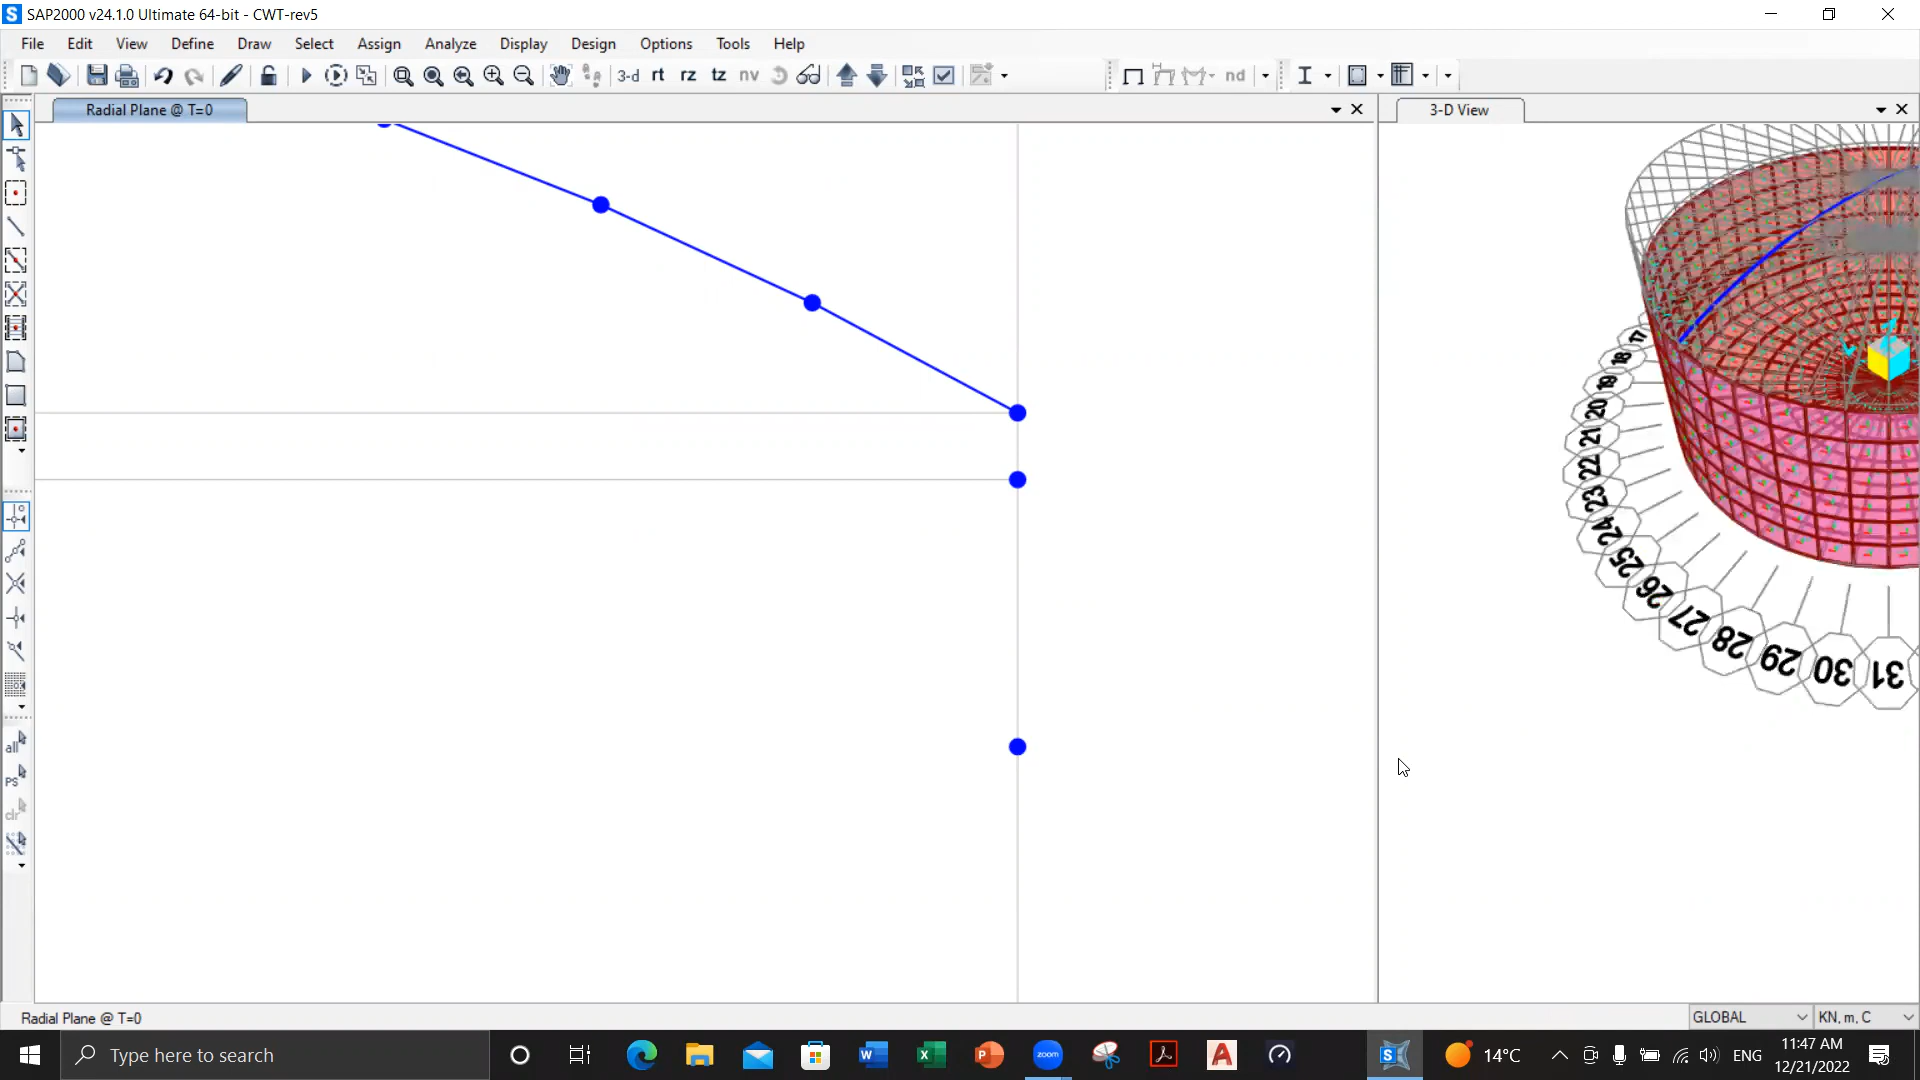 SAP2000 v24.1.0 Ultimate 64-bit - CWT-rev5
File Edit View Define Draw Select Assign Analyze Display Design Options Tools Help
3-d rt rz tz nv nd
Radial Plane @ T=0
3-D View
all
PS
clr
17
18
19
20
21
22
23
24
25
26
27
28
29
30
31
Radial Plane @ T=0
GLOBAL
KN, m, C
Type here to search
zoom
14°C
ENG
11:47 AM
12/21/2022